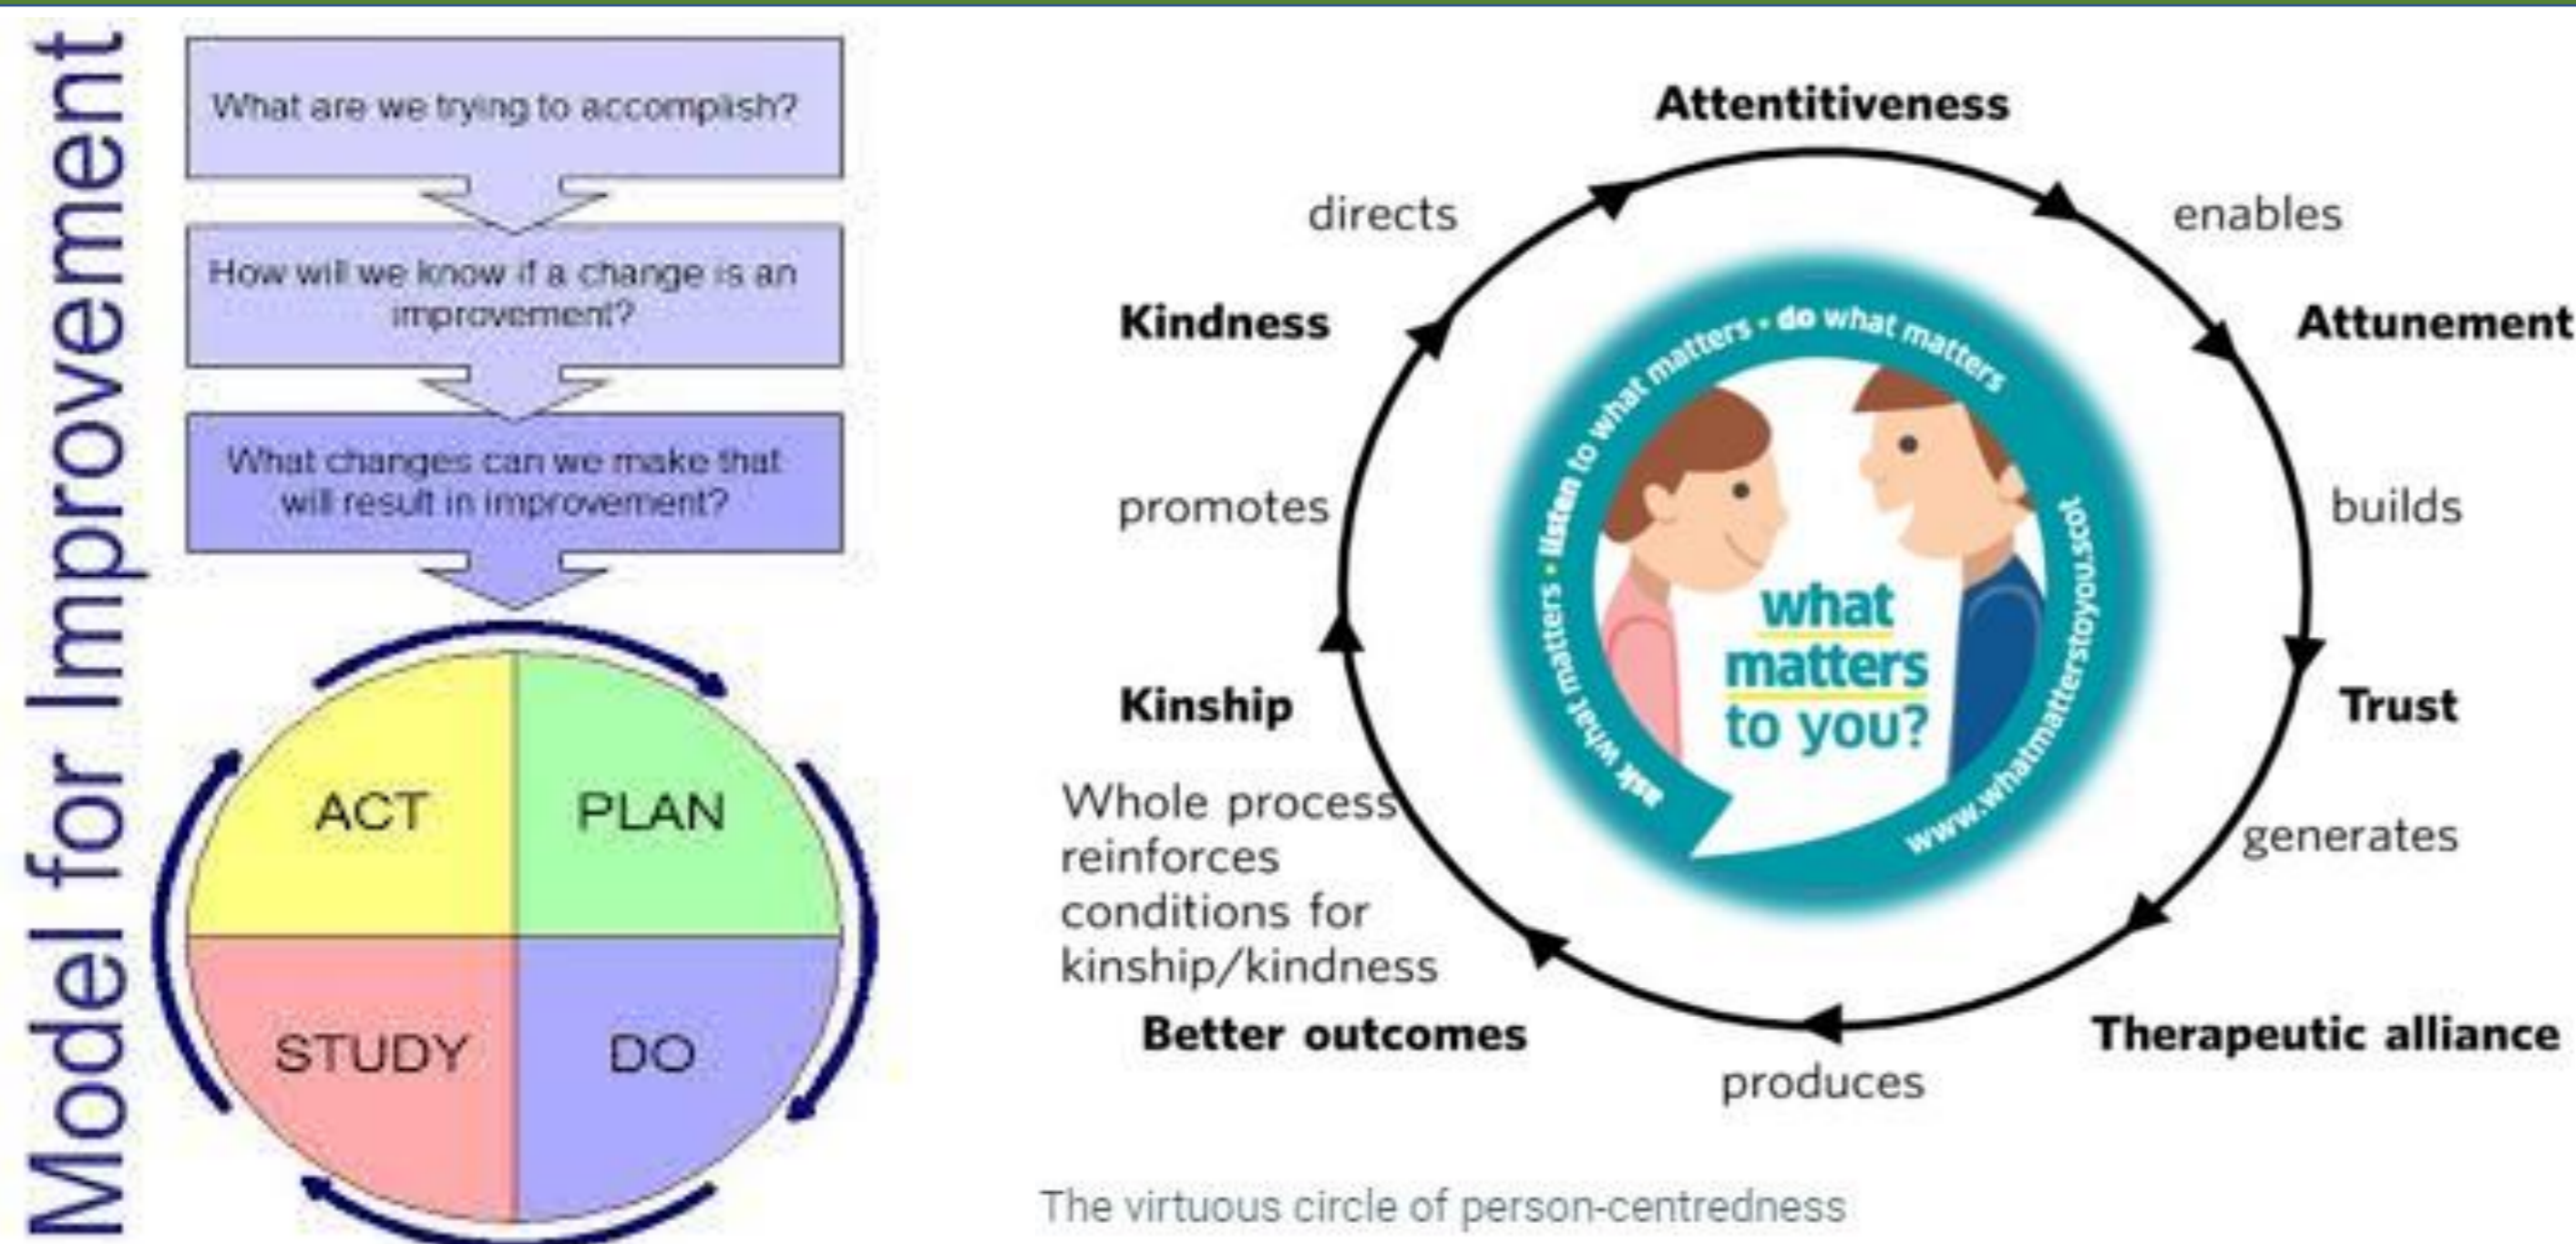 Model for Improvement
What are we trying to accomplish?
How will we know if a change is an
improvement?
What changes can we make that
will result in improvement?
ACT
PLAN
STUDY
DO
Attentitiveness
directs
enables
Kindness
Attunement
promotes
builds
Kinship
Trust
Whole process
reinforces
conditions for
kinship/kindness
generates
Better outcomes
Therapeutic alliance
produces
ask what matters • listen to what matters • do what matters
www.whatmatterstoyou.scot
what
matters
to you?
The virtuous circle of person-centredness